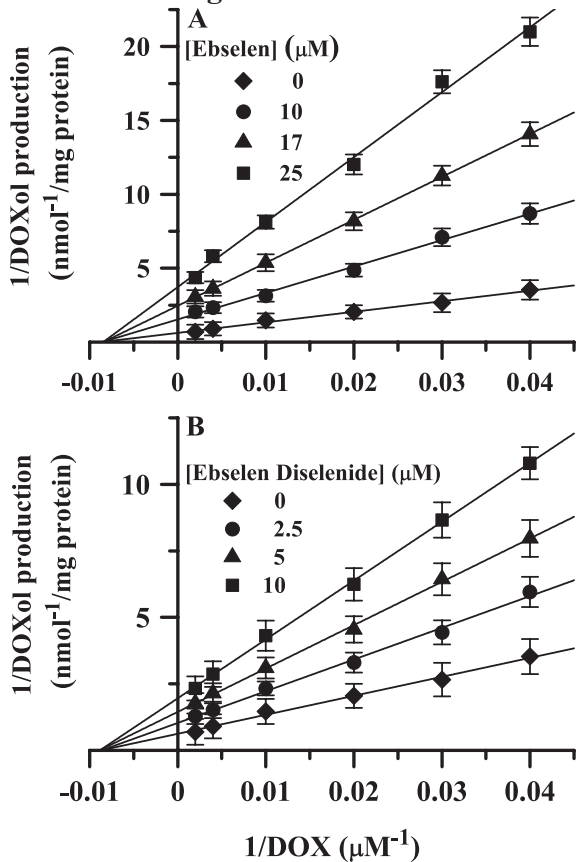 A
[Ebselen] (μM)
0
10
17
25
1/DOXol production
(nmol⁻¹/mg protein)
20
15
10
5
-0.01 0 0.01 0.02 0.03 0.04
B
[Ebselen Diselenide] (μM)
0
2.5
5
10
1/DOXol production
(nmol⁻¹/mg protein)
10
5
-0.01 0 0.01 0.02 0.03 0.04
1/DOX (μM⁻¹)